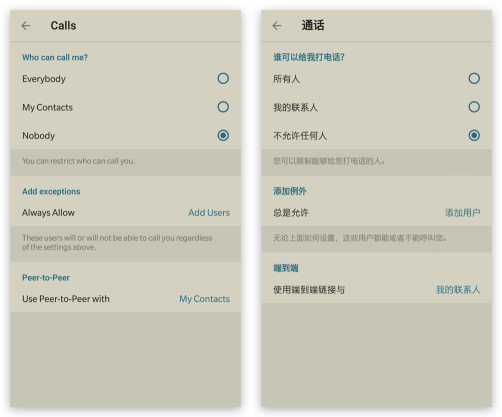 Calls
Who can call me?
Everybody
My Contacts
Nobody
You can restrict who can call you.
Add exceptions
Always Allow
Add Users
These users will or will not be able to call you regardless
of the settings above.
Peer-to-Peer
Use Peer-to-Peer with
My Contacts
通话
谁可以给我打电话?
所有人
我的联系人
不允许任何人
您可以限制能够给您打电话的人。
添加例外
总是允许
添加用户
无论上面如何设置，这些用户都能或者不能呼叫您。
端到端
使用端到端链接与
我的联系人